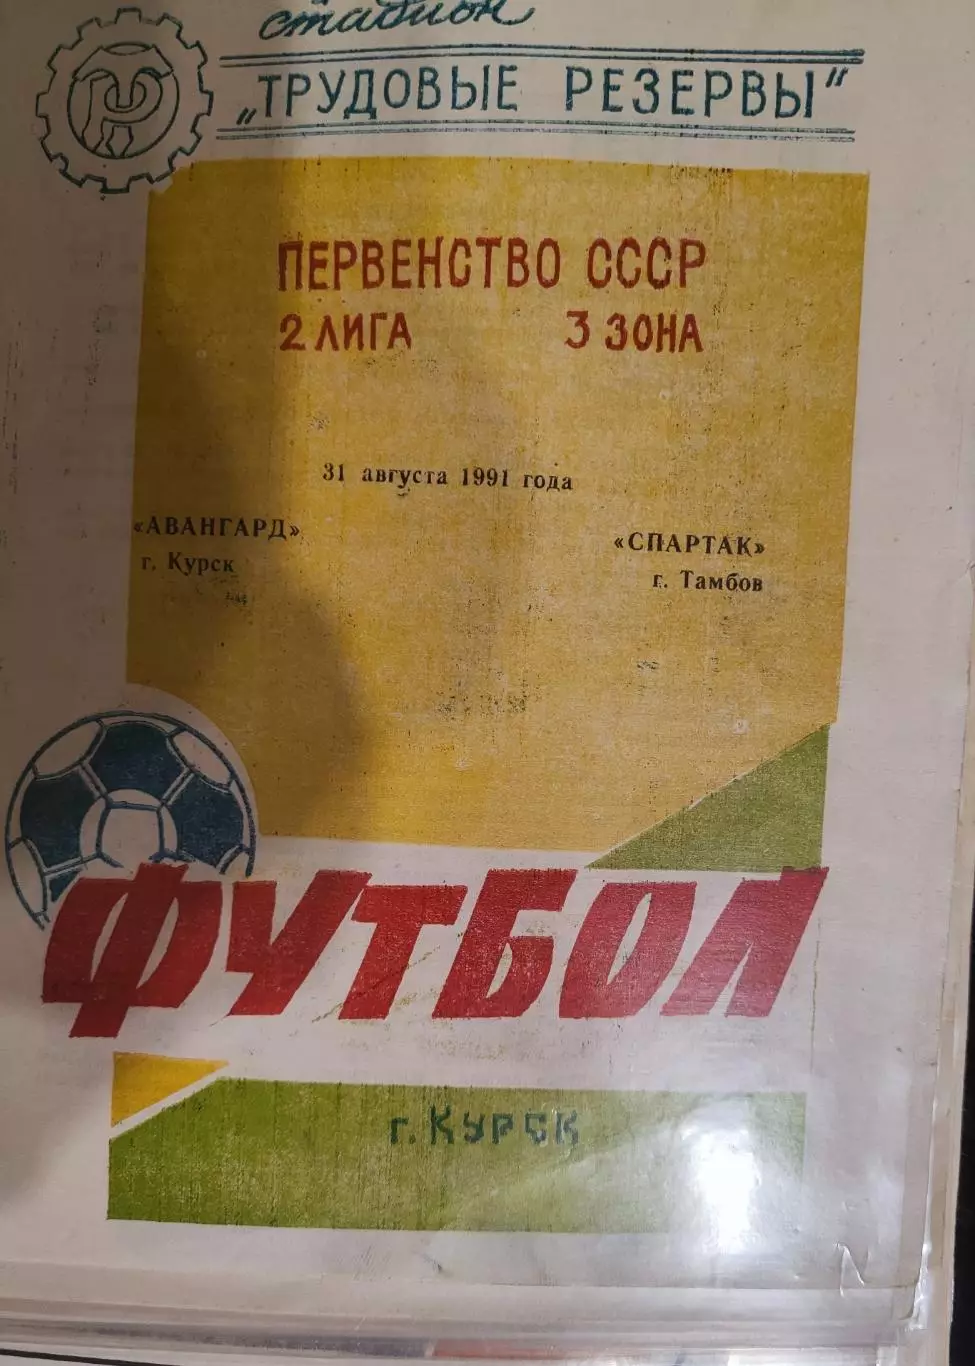 стадион
„ТРУДОВЫЕ РЕЗЕРВЫ“
ПЕРВЕНСТВО СССР
2 ЛИГА 3 ЗОНА
31 августа 1991 года
«АВАНГАРД» «СПАРТАК»
г. Курск г. Тамбов
ФУТБОЛ
г. КУРСК